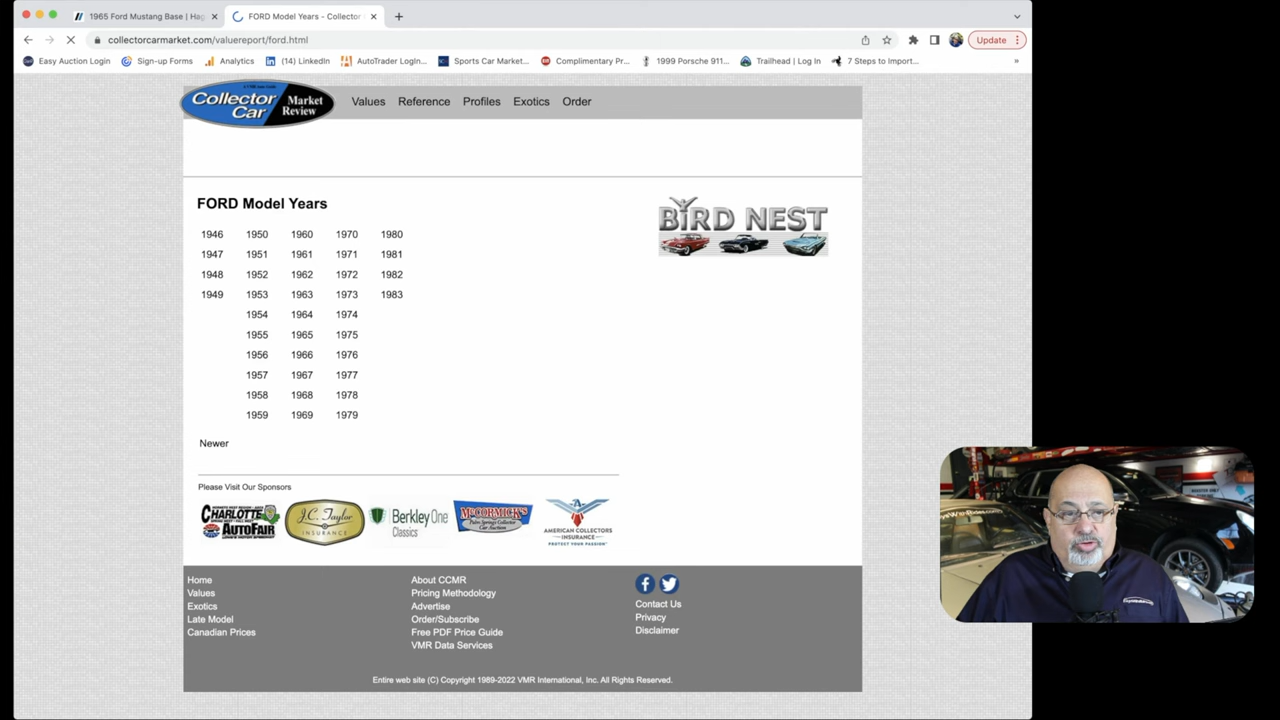 1965 Ford Mustang Base | Hag
FORD Model Years - Collector
collectorcarmarket.com/valuereport/ford.html
Update
Easy Auction Login
Sign-up Forms
Analytics
(14) LinkedIn
AutoTrader LogIn...
Sports Car Market...
Complimentary Pr...
1999 Porsche 911...
Trailhead | Log In
7 Steps to Import...
»
Collector Car
Market Review
Values Reference Profiles Exotics Order
FORD Model Years
BIRD NEST
1946 1950 1960 1970 1980
1947 1951 1961 1971 1981
1948 1952 1962 1972 1982
1949 1953 1963 1973 1983
1954 1964 1974
1955 1965 1975
1956 1966 1976
1957 1967 1977
1958 1968 1978
1959 1969 1979
Newer
Please Visit Our Sponsors
CHARLOTTE
AUTOFAIR
J.C. Taylor
INSURANCE
Berkley One
Classics
McCORMICK'S
Palm Springs Collector
Car Auction
AMERICAN COLLECTORS
INSURANCE
PROTECT YOUR PASSION
Home
Values
Exotics
Late Model
Canadian Prices
About CCMR
Pricing Methodology
Advertise
Order/Subscribe
Free PDF Price Guide
VMR Data Services
Contact Us
Privacy
Disclaimer
Entire web site (C) Copyright 1989-2022 VMR International, Inc. All Rights Reserved.